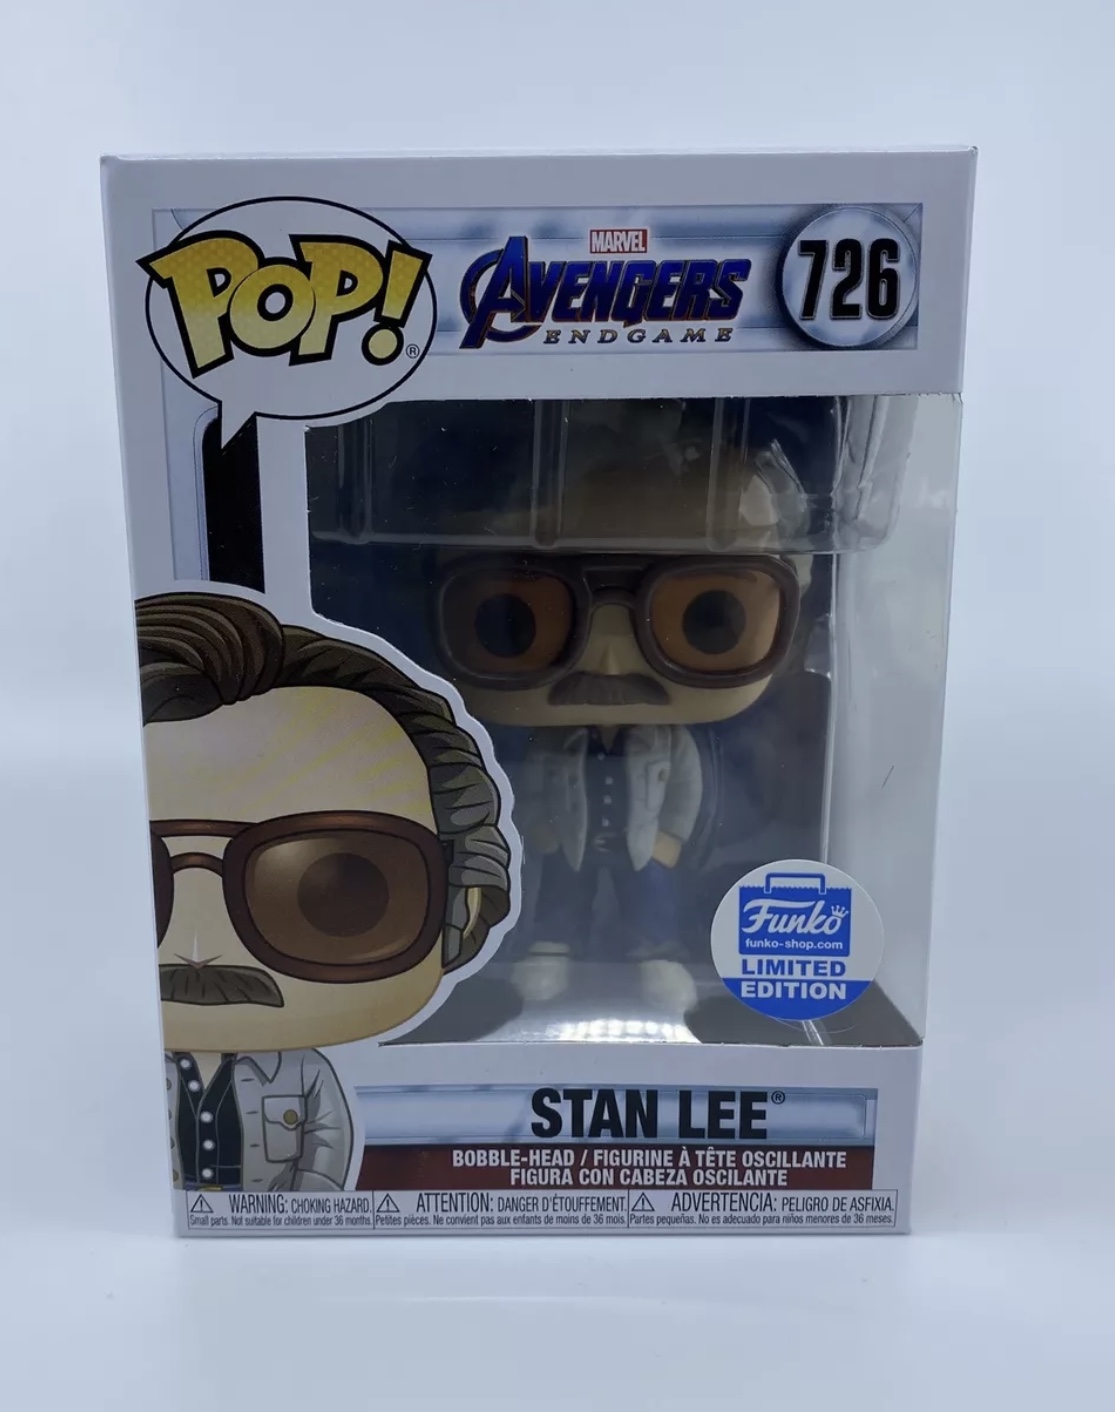 POP!®
MARVEL
AVENGERS
ENDGAME
726
Funko
funko-shop.com
LIMITED
EDITION
STAN LEE®
BOBBLE-HEAD / FIGURINE À TÊTE OSCILLANTE
FIGURA CON CABEZA OSCILANTE
WARNING: CHOKING HAZARD.
Small parts. Not suitable for children under 36 months.
ATTENTION: DANGER D'ÉTOUFFEMENT.
Petites pièces. Ne convient pas aux enfants de moins de 36 mois.
ADVERTENCIA: PELIGRO DE ASFIXIA.
Partes pequeñas. No es adecuado para niños menores de 36 meses.